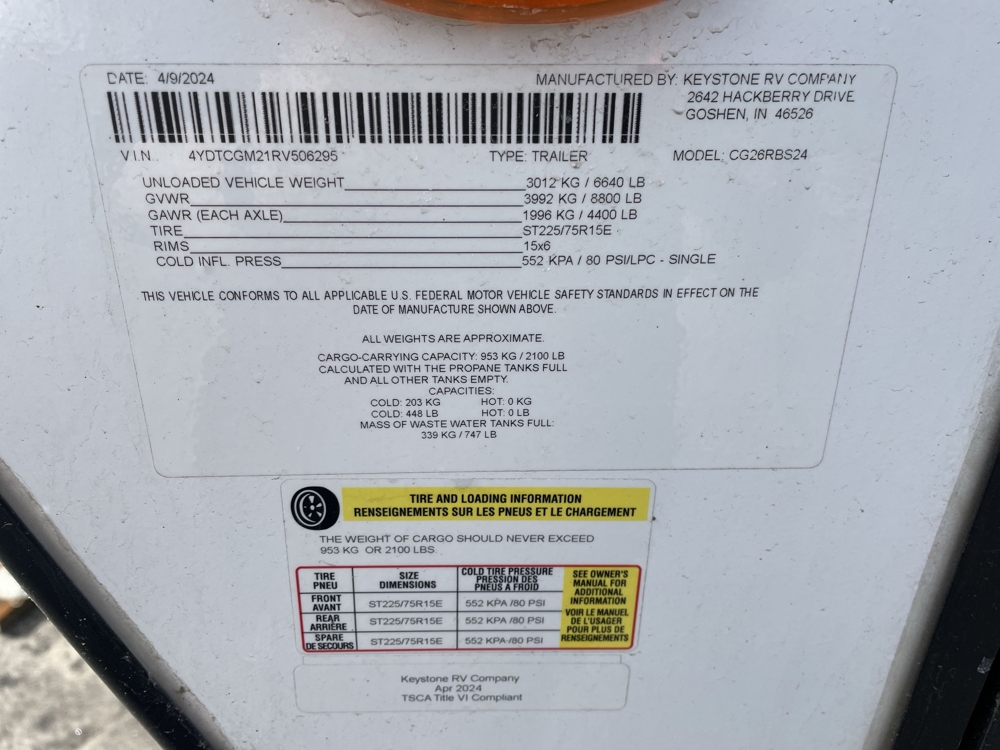 DATE: 4/9/2024 MANUFACTURED BY: KEYSTONE RV COMPANY
2642 HACKBERRY DRIVE
GOSHEN, IN 46526
V I N . 4YDTCGM21RV506295 TYPE: TRAILER MODEL: CG26RBS24
UNLOADED VEHICLE WEIGHT 3012 KG / 6640 LB
GVWR 3992 KG / 8800 LB
GAWR (EACH AXLE) 1996 KG / 4400 LB
TIRE ST225/75R15E
RIMS 15x6
COLD INFL. PRESS 552 KPA / 80 PSI/LPC - SINGLE
THIS VEHICLE CONFORMS TO ALL APPLICABLE U.S. FEDERAL MOTOR VEHICLE SAFETY STANDARDS IN EFFECT ON THE
DATE OF MANUFACTURE SHOWN ABOVE.
ALL WEIGHTS ARE APPROXIMATE.
CARGO-CARRYING CAPACITY: 953 KG / 2100 LB
CALCULATED WITH THE PROPANE TANKS FULL
AND ALL OTHER TANKS EMPTY.
CAPACITIES:
COLD: 203 KG HOT: 0 KG
COLD: 448 LB HOT: 0 LB
MASS OF WASTE WATER TANKS FULL:
339 KG / 747 LB
TIRE AND LOADING INFORMATION
RENSEIGNEMENTS SUR LES PNEUS ET LE CHARGEMENT
THE WEIGHT OF CARGO SHOULD NEVER EXCEED
953 KG OR 2100 LBS.
TIRE
PNEU
SIZE
DIMENSIONS
COLD TIRE PRESSURE
PRESSION DES
PNEUS A FROID
FRONT
AVANT
ST225/75R15E 552 KPA /80 PSI
REAR
ARRIÈRE
ST225/75R15E 552 KPA /80 PSI
SPARE
DE SECOURS
ST225/75R15E 552 KPA /80 PSI
SEE OWNER'S
MANUAL FOR
ADDITIONAL
INFORMATION
VOIR LE MANUEL
DE L'USAGER
POUR PLUS DE
RENSEIGNEMENTS
Keystone RV Company
Apr 2024
TSCA Title VI Compliant